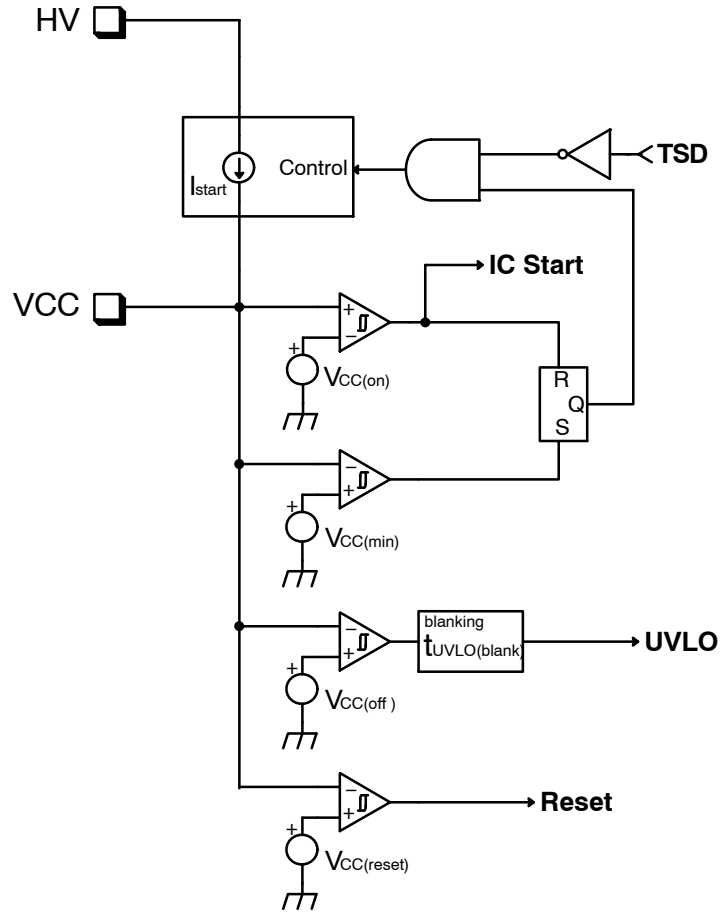 HV
Istart
Control
TSD
IC Start
VCC
+
−
+
VCC(on)
R
Q
S
−
+
+
VCC(min)
−
+
+
VCC(off )
blanking
tUVLO(blank)
UVLO
−
+
+
VCC(reset)
Reset